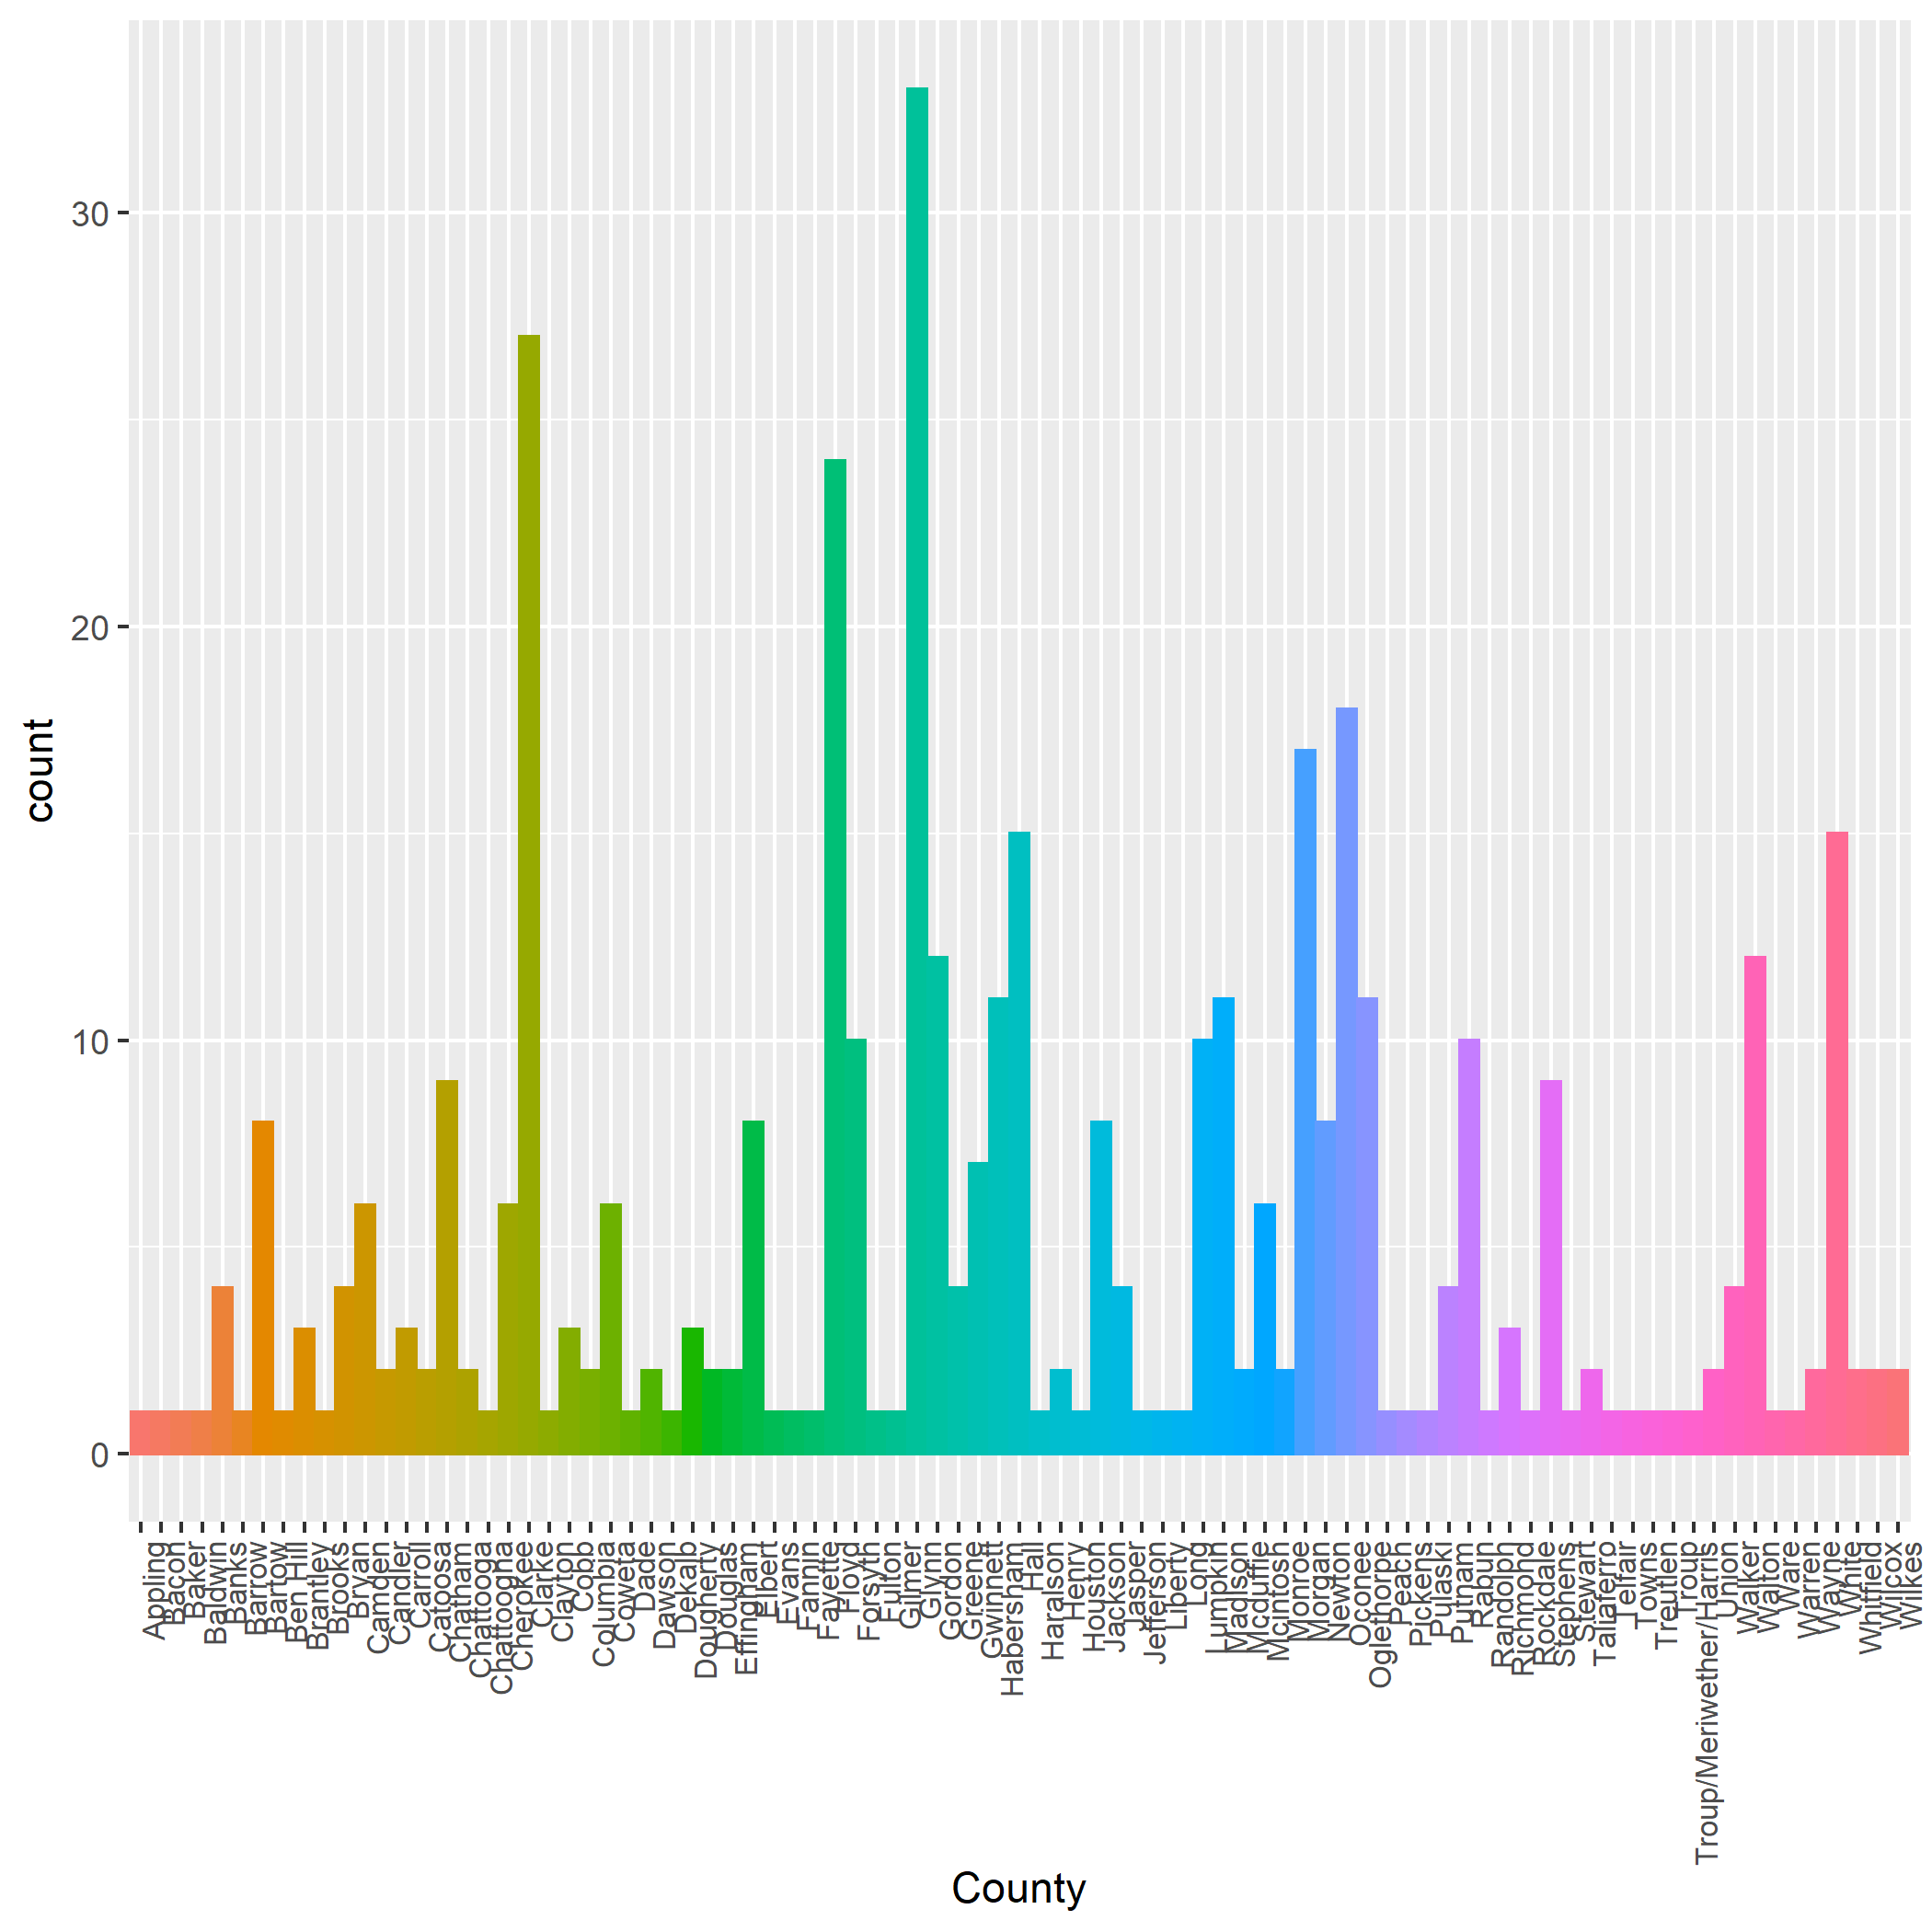 30
20
10
0
count
Appling
Bacon
Baker
Baldwin
Banks
Barrow
Bartow
Ben Hill
Brantley
Brooks
Bryan
Camden
Candler
Carroll
Catoosa
Chatham
Chattooga
Chattoogha
Cherokee
Clarke
Clayton
Cobb
Columbia
Coweta
Dade
Dawson
Dekalb
Dougherty
Douglas
Effingham
Elbert
Evans
Fannin
Fayette
Floyd
Forsyth
Fulton
Gilmer
Glynn
Gordon
Greene
Gwinnett
Habersham
Hall
Haralson
Henry
Houston
Jackson
Jasper
Jefferson
Liberty
Long
Lumpkin
Madison
Mcduffie
Mcintosh
Monroe
Morgan
Newton
Oconee
Oglethorpe
Peach
Pickens
Pulaski
Putnam
Rabun
Randolph
Richmond
Rockdale
Stephens
Stewart
Taliaferro
Telfair
Towns
Treutlen
Troup
Troup/Meriwether/Harris
Union
Walker
Walton
Ware
Warren
Wayne
White
Whitfield
Wilcox
Wilkes
County